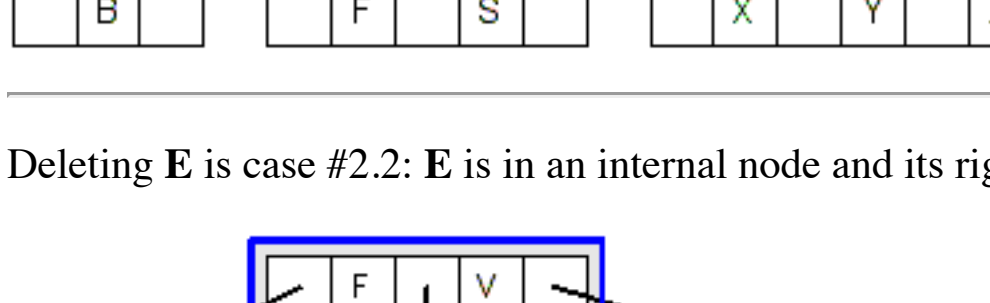 B F S X Y
Deleting E is case #2.2: E is in an internal node and its rig
F V